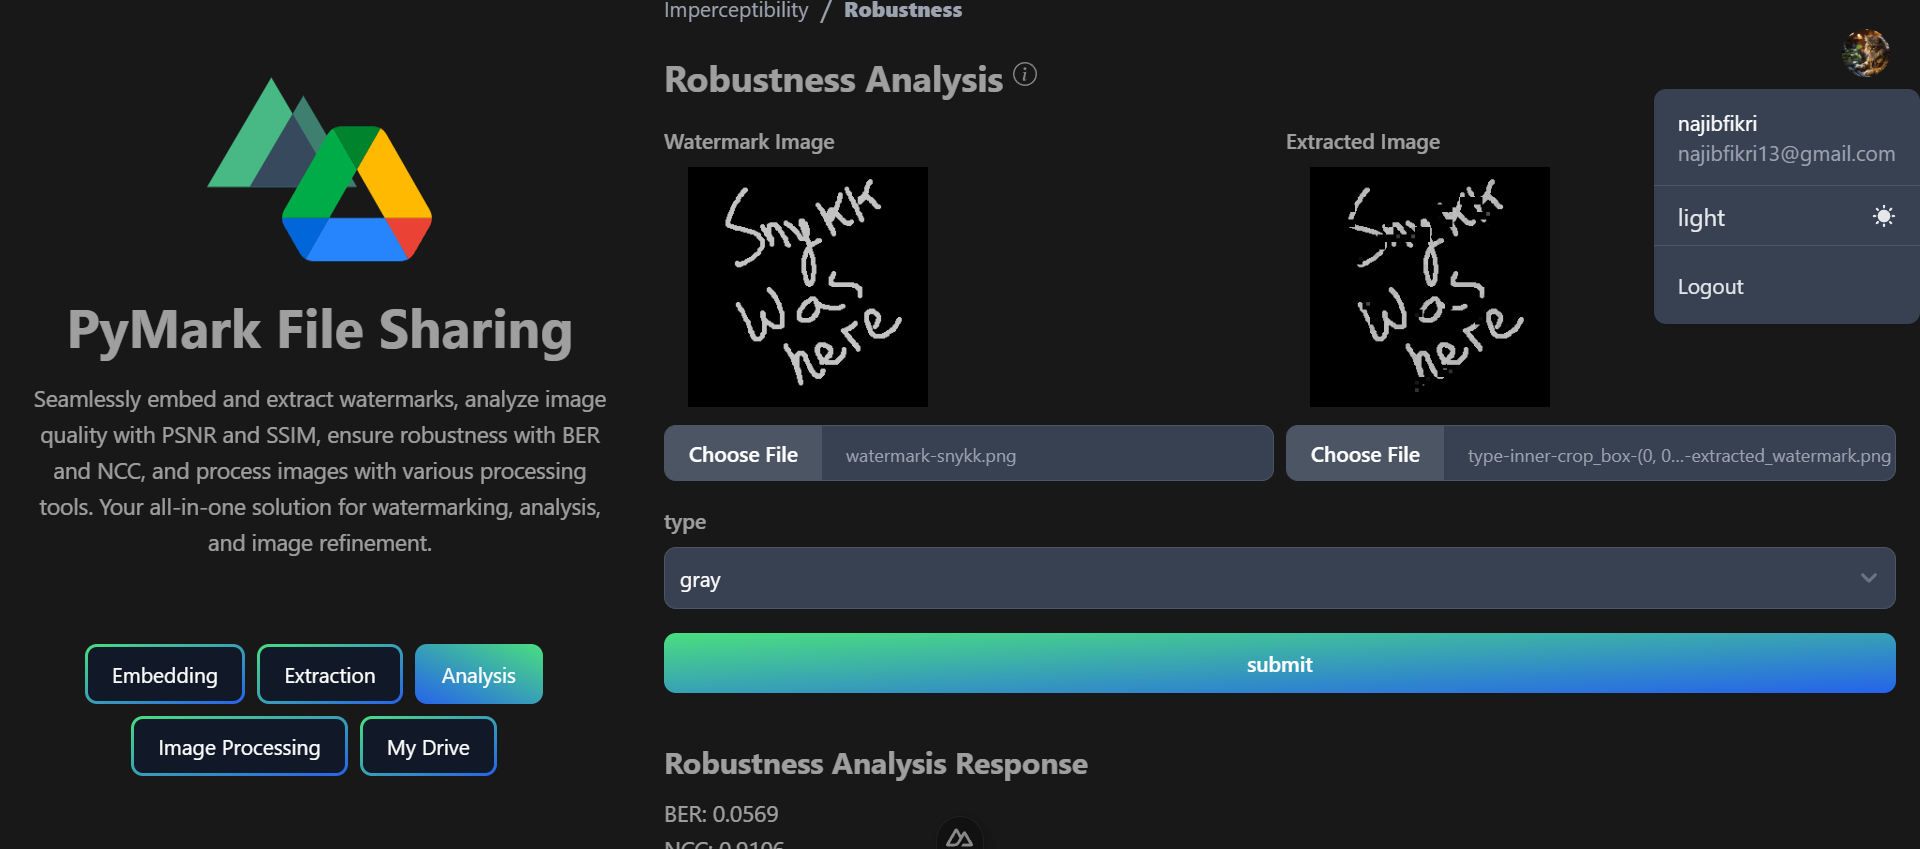 Imperceptibility / Robustness
Robustness Analysis
Watermark Image
Extracted Image
Snykk
was
here
Snykk
was
here
Choose File watermark-snykk.png
Choose File type-inner-crop_box-(0, 0...-extracted_watermark.png
type
gray
submit
Robustness Analysis Response
BER: 0.0569
NCC: 0.9106
PyMark File Sharing
Seamlessly embed and extract watermarks, analyze image
quality with PSNR and SSIM, ensure robustness with BER
and NCC, and process images with various processing
tools. Your all-in-one solution for watermarking, analysis,
and image refinement.
Embedding Extraction Analysis
Image Processing My Drive
najibfikri
najibfikri13@gmail.com
light
Logout